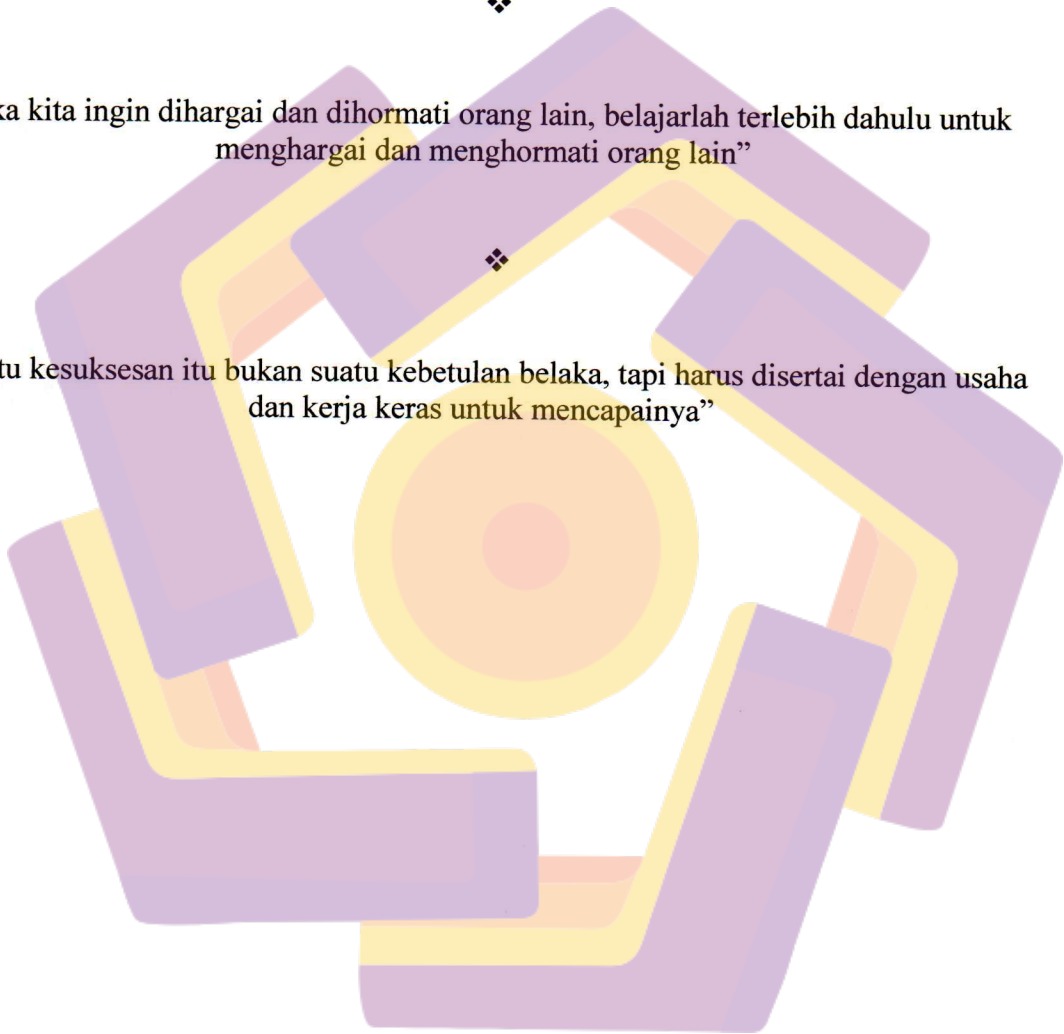 ka kita ingin dihargai dan dihormati orang lain, belajarlah terlebih dahulu untuk
menghargai dan menghormati orang lain”
tu kesuksesan itu bukan suatu kebetulan belaka, tapi harus disertai dengan usaha
dan kerja keras untuk mencapainya”